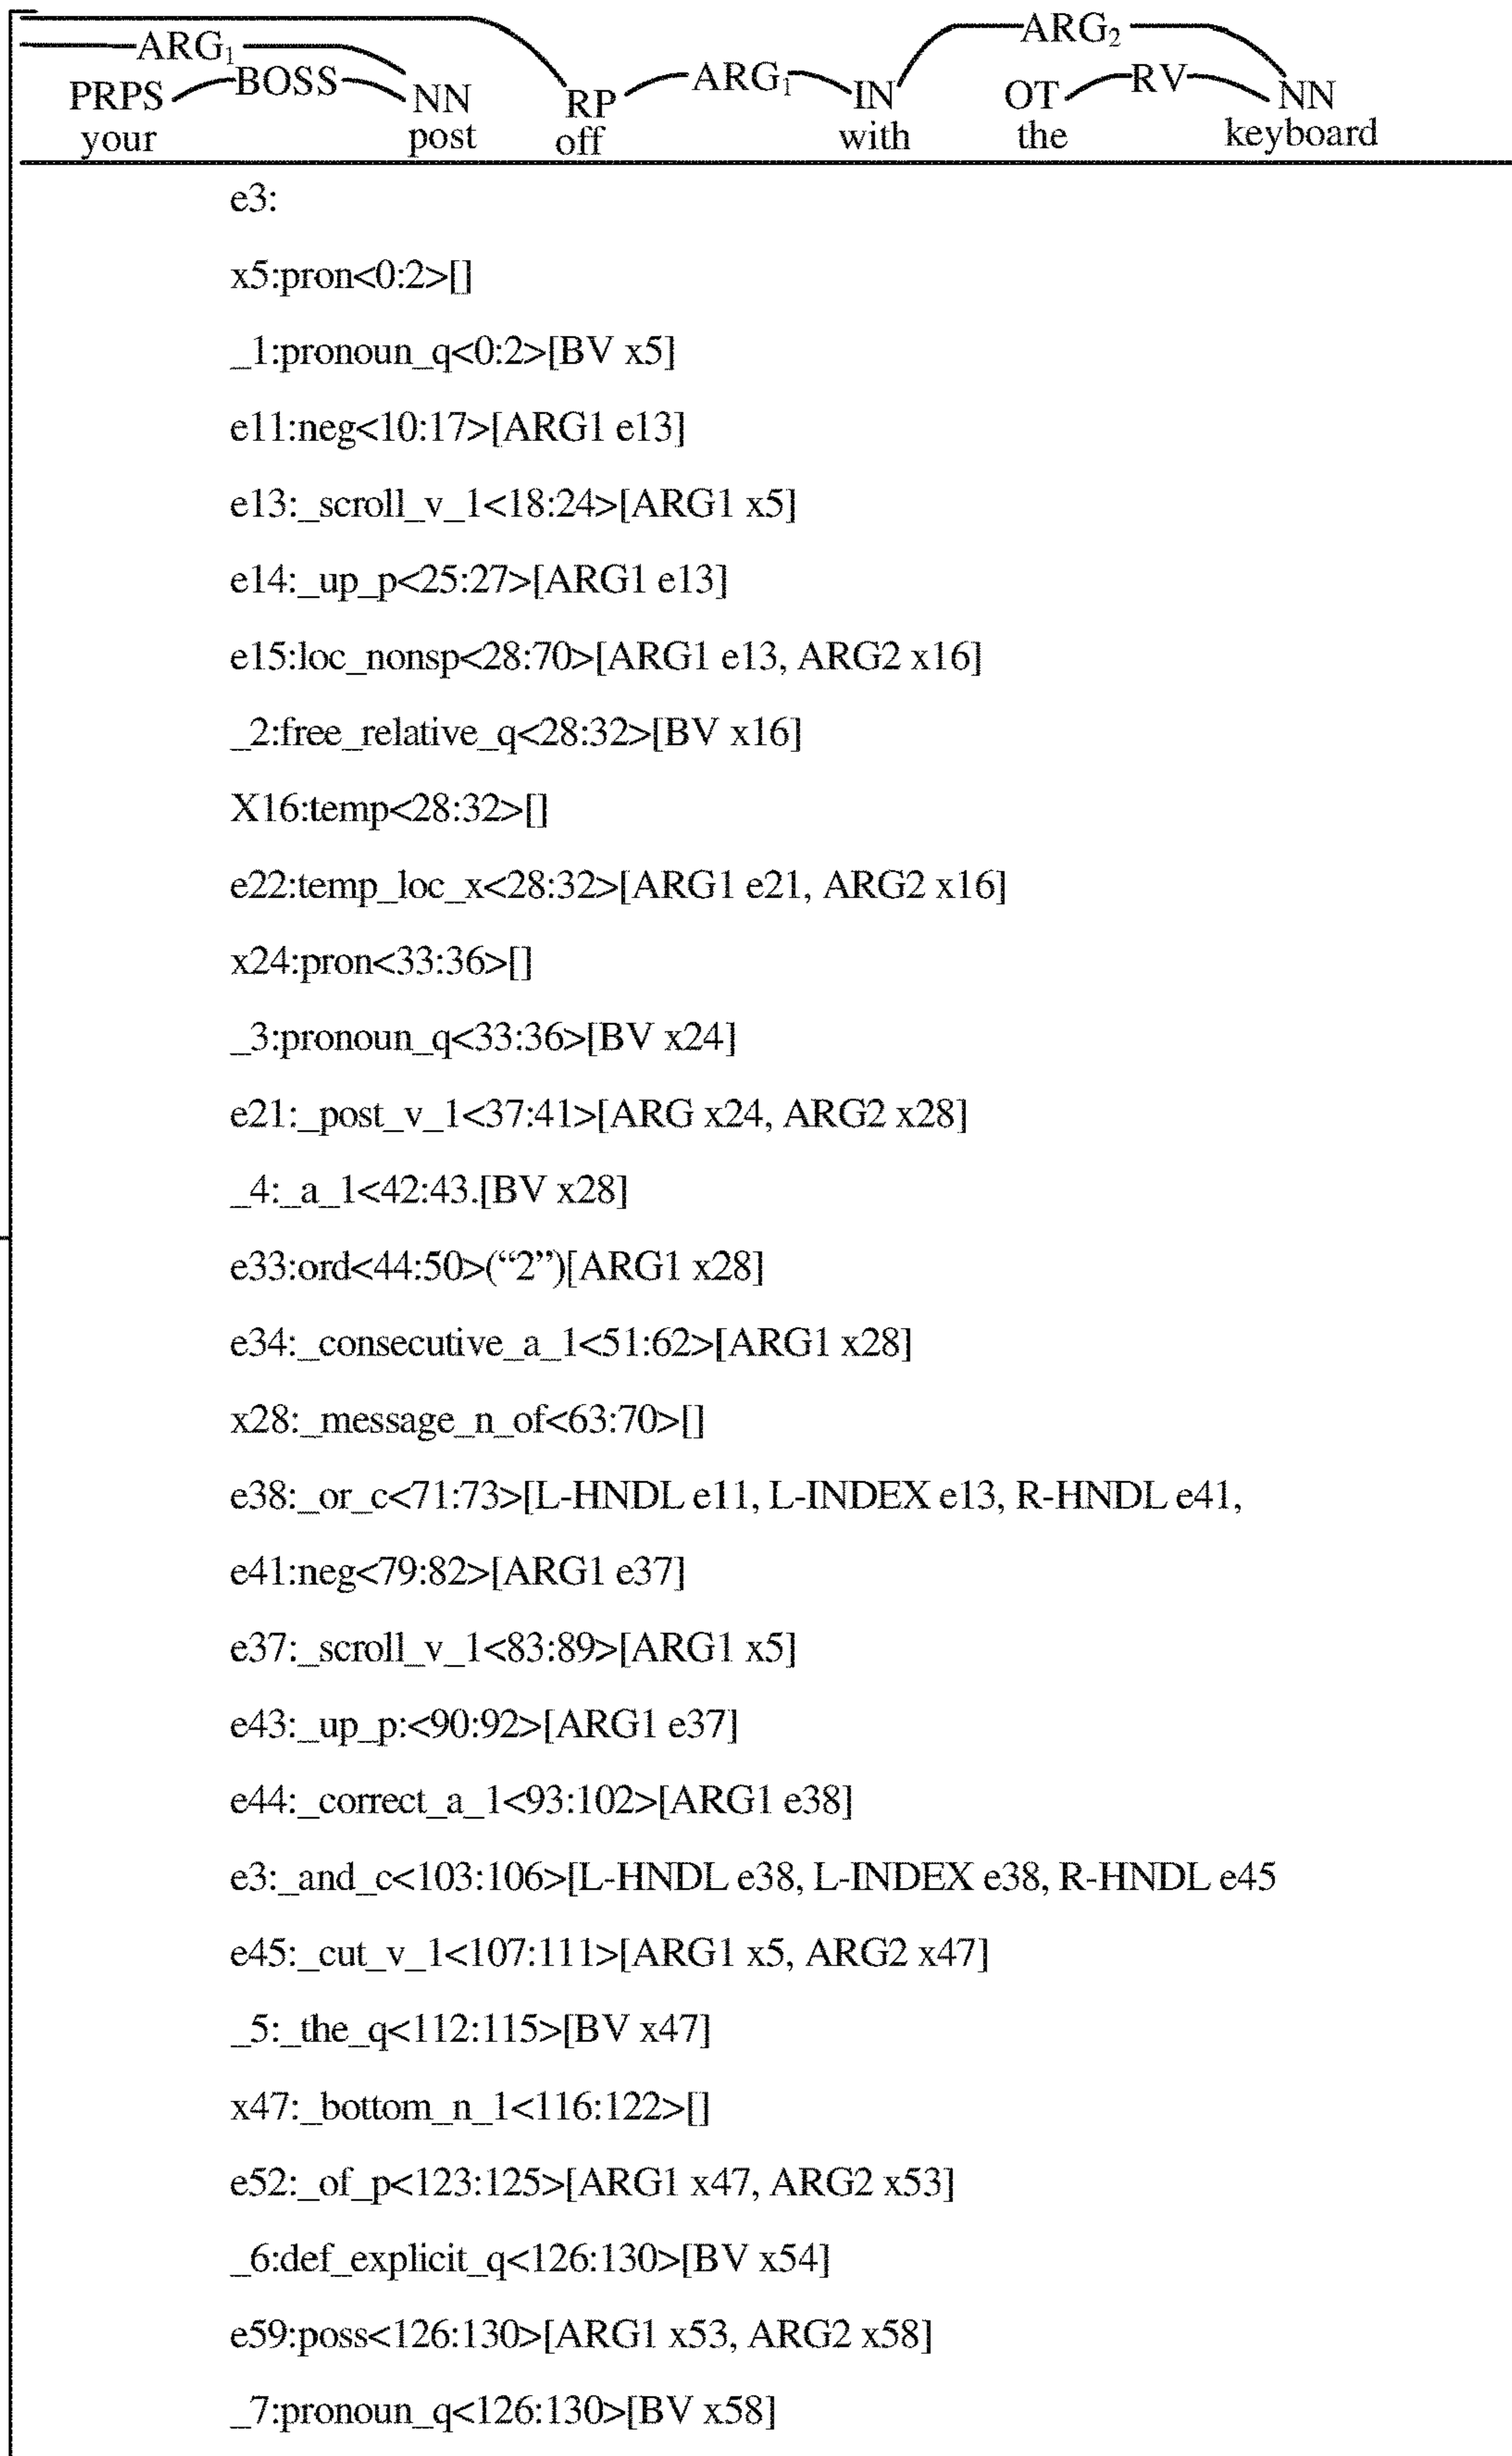 ARG₁ ARG₂
PRPS BOSS NN RP ARG₁ IN OT RV NN
your post off with the keyboard
e3:
x5:pron<0:2>[]
_1:pronoun_q<0:2>[BV x5]
e11:neg<10:17>[ARG1 e13]
e13:_scroll_v_1<18:24>[ARG1 x5]
e14:_up_p<25:27>[ARG1 e13]
e15:loc_nonsp<28:70>[ARG1 e13, ARG2 x16]
_2:free_relative_q<28:32>[BV x16]
X16:temp<28:32>[]
e22:temp_loc_x<28:32>[ARG1 e21, ARG2 x16]
x24:pron<33:36>[]
_3:pronoun_q<33:36>[BV x24]
e21:_post_v_1<37:41>[ARG x24, ARG2 x28]
_4:_a_1<42:43.[BV x28]
e33:ord<44:50>(“2”)[ARG1 x28]
e34:_consecutive_a_1<51:62>[ARG1 x28]
x28:_message_n_of<63:70>[]
e38:_or_c<71:73>[L-HNDL e11, L-INDEX e13, R-HNDL e41,
e41:neg<79:82>[ARG1 e37]
e37:_scroll_v_1<83:89>[ARG1 x5]
e43:_up_p:<90:92>[ARG1 e37]
e44:_correct_a_1<93:102>[ARG1 e38]
e3:_and_c<103:106>[L-HNDL e38, L-INDEX e38, R-HNDL e45
e45:_cut_v_1<107:111>[ARG1 x5, ARG2 x47]
_5:_the_q<112:115>[BV x47]
x47:_bottom_n_1<116:122>[]
e52:_of_p<123:125>[ARG1 x47, ARG2 x53]
_6:def_explicit_q<126:130>[BV x54]
e59:poss<126:130>[ARG1 x53, ARG2 x58]
_7:pronoun_q<126:130>[BV x58]